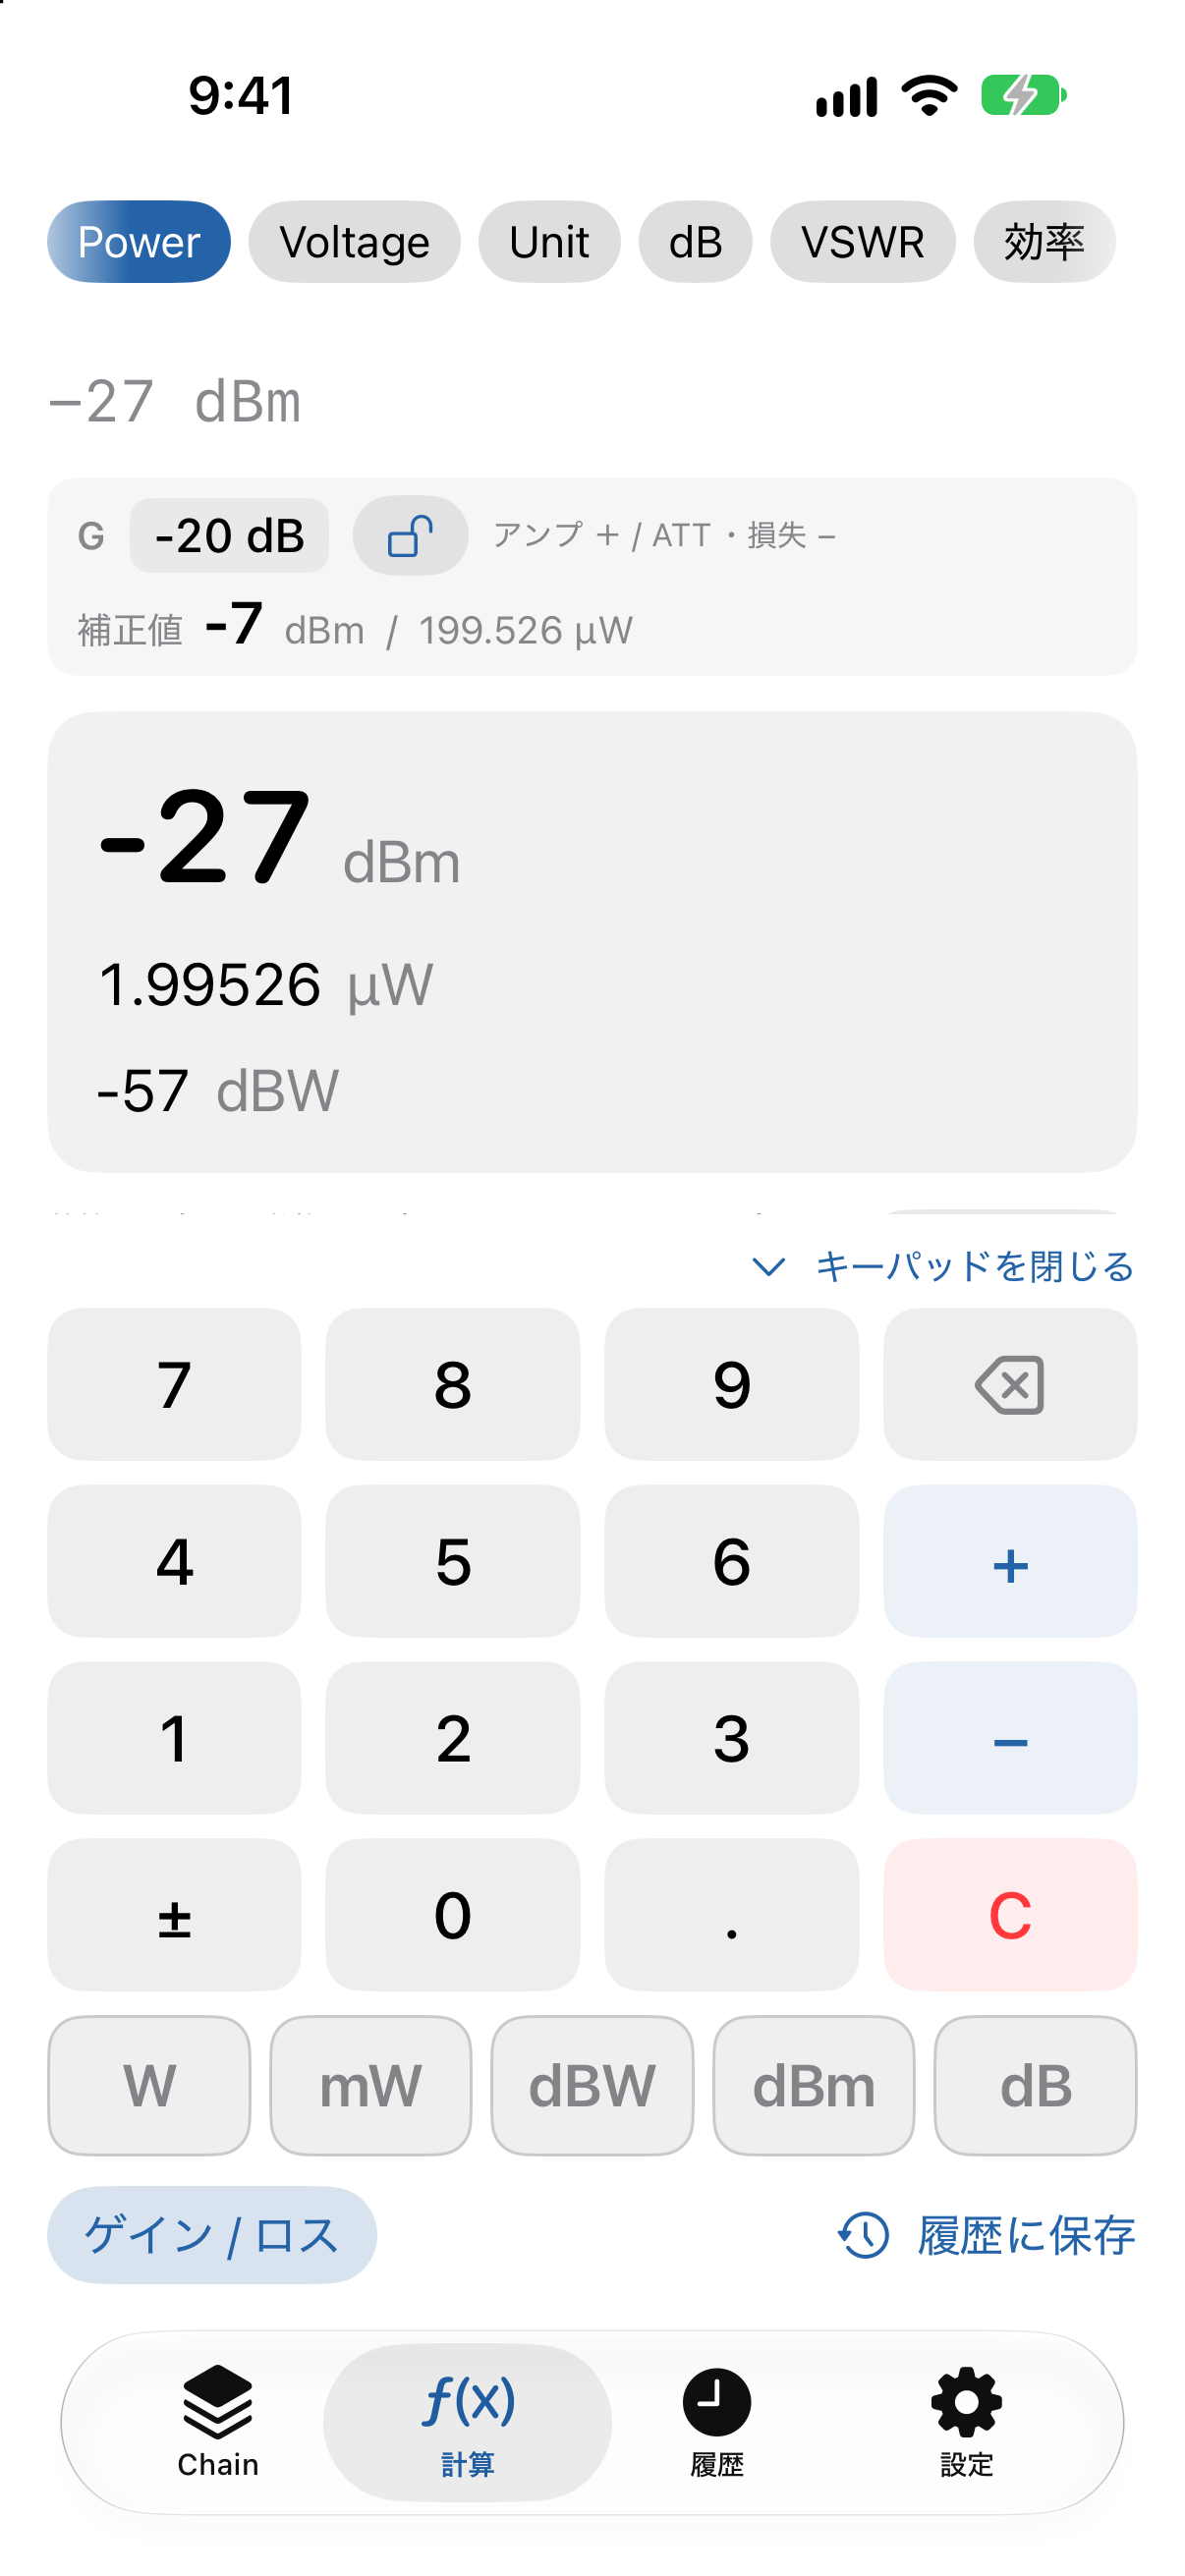 9:41
Power Voltage Unit dB VSWR 効率
−27 dBm
G -20 dB アンプ + / ATT・損失 −
補正値 -7 dBm / 199.526 µW
-27 dBm
1.99526 µW
-57 dBW
キーパッドを閉じる
7 8 9
4 5 6 +
1 2 3 −
± 0 . C
W mW dBW dBm dB
ゲイン / ロス 履歴に保存
f(x)
Chain 計算 履歴 設定